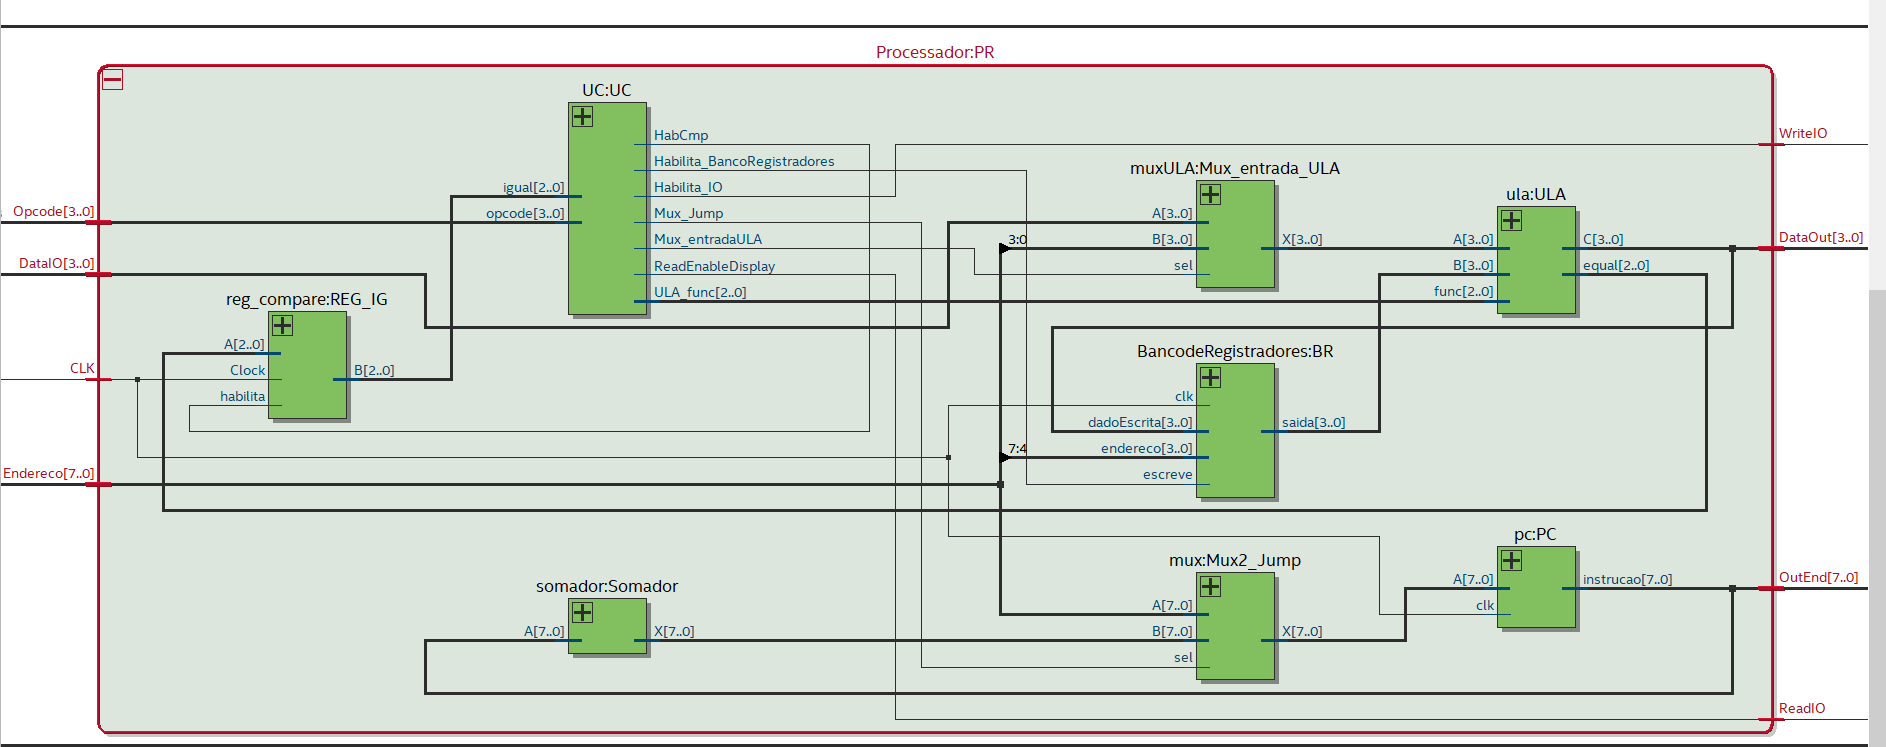 Processador:PR
UC:UC
HabCmp
Habilita_BancoRegistradores
igual[2..0]
Habilita_IO
opcode[3..0]
Mux_Jump
Mux_entradaULA
ReadEnableDisplay
ULA_func[2..0]
WriteIO
muxULA:Mux_entrada_ULA
A[3..0]
3:0
B[3..0]
X[3..0]
sel
ula:ULA
A[3..0]
C[3..0]
B[3..0]
equal[2..0]
func[2..0]
DataOut[3..0]
Opcode[3..0]
DataIO[3..0]
reg_compare:REG_IG
A[2..0]
Clock
B[2..0]
habilita
CLK
Endereco[7..0]
BancodeRegistradores:BR
clk
dadoEscrita[3..0]
saida[3..0]
7:4
endereco[3..0]
escreve
somador:Somador
A[7..0]
X[7..0]
mux:Mux2_Jump
A[7..0]
B[7..0]
X[7..0]
sel
pc:PC
A[7..0]
instrucao[7..0]
clk
OutEnd[7..0]
ReadIO